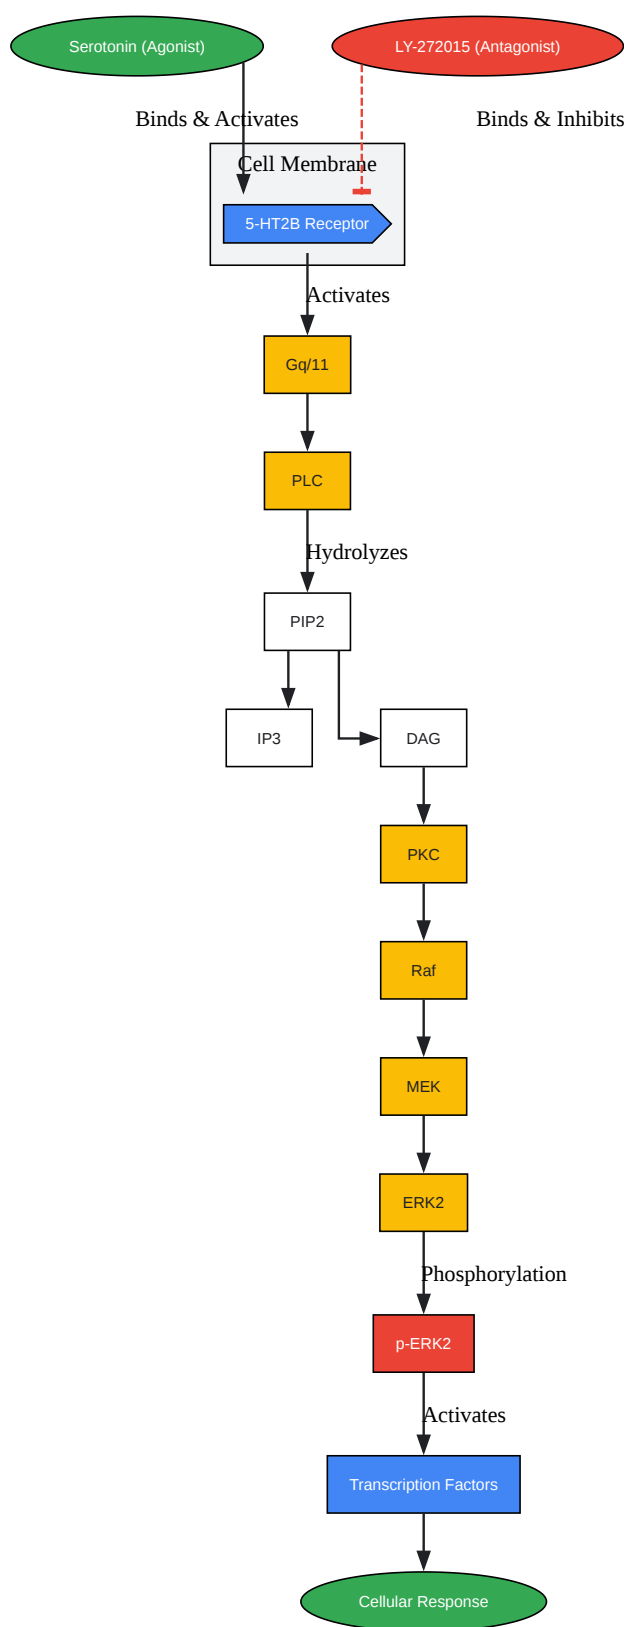 Serotonin (Agonist)
LY-272015 (Antagonist)
Binds & Activates
Binds & Inhibits
Cell Membrane
5-HT2B Receptor
Activates
Gq/11
PLC
Hydrolyzes
PIP2
IP3
DAG
PKC
Raf
MEK
ERK2
Phosphorylation
p-ERK2
Activates
Transcription Factors
Cellular Response